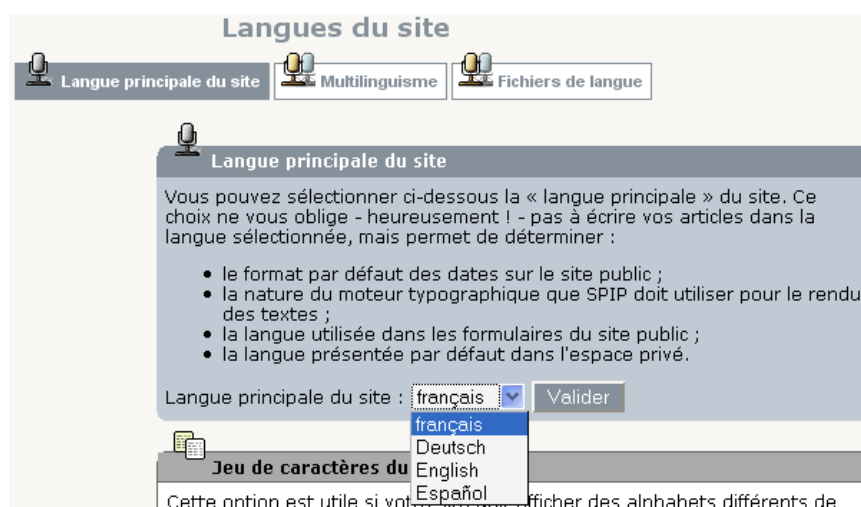 Langues du site
Langue principale du site
Multilinguisme
Fichiers de langue
Langue principale du site
Vous pouvez sélectionner ci-dessous la « langue principale » du site. Ce
choix ne vous oblige - heureusement ! - pas à écrire vos articles dans la
langue sélectionnée, mais permet de déterminer :
• le format par défaut des dates sur le site public ;
• la nature du moteur typographique que SPIP doit utiliser pour le rendu
des textes ;
• la langue utilisée dans les formulaires du site public ;
• la langue présentée par défaut dans l'espace privé.
Langue principale du site : français Valider
français
Deutsch
English
Español
Jeu de caractères du
Cette option est utile si afficher des alphabets différents de